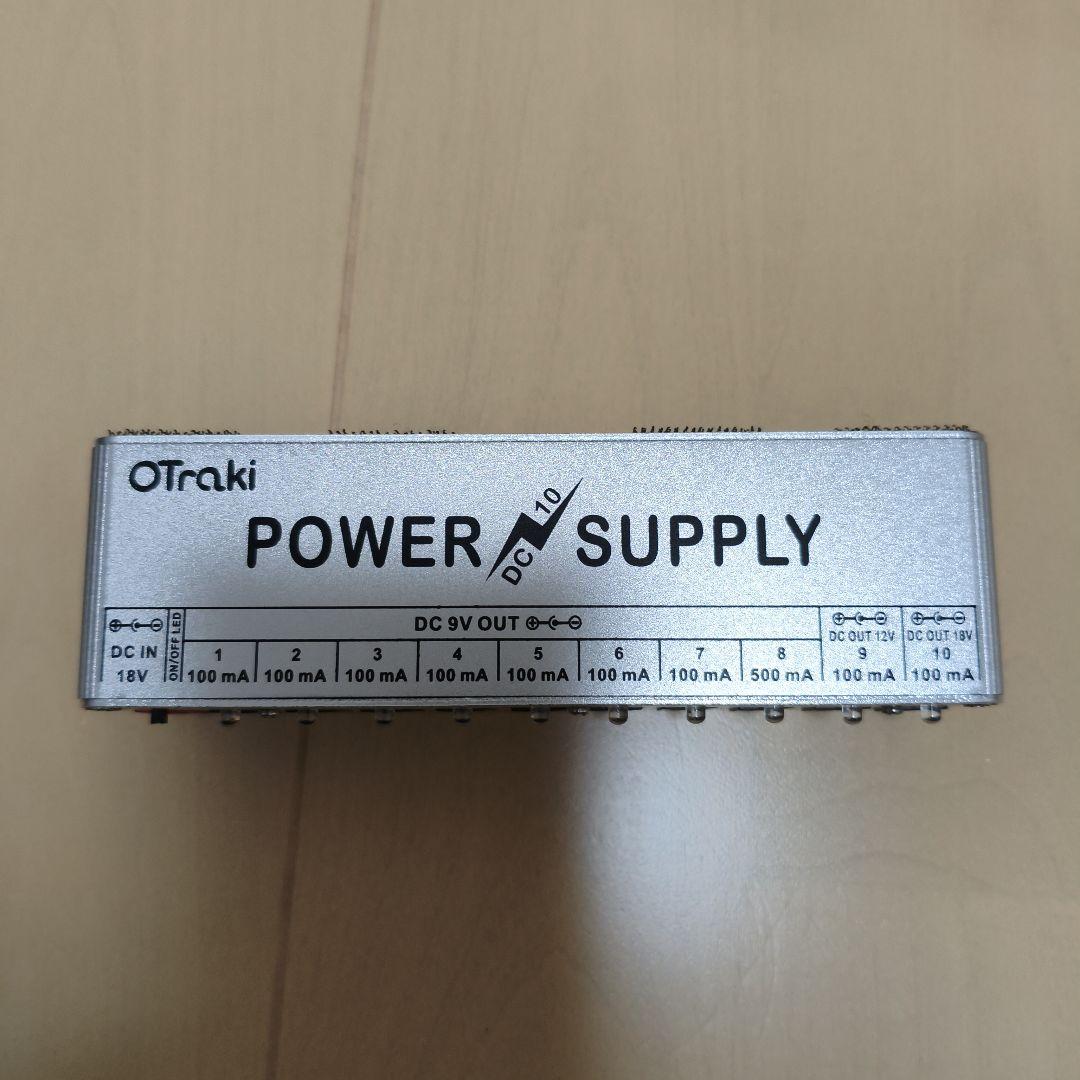 OTraki
POWER DC 10 SUPPLY
DC IN
18V
ON/OFF LED
DC 9V OUT
1 2 3 4 5 6 7 8
100 mA 100 mA 100 mA 100 mA 100 mA 100 mA 100 mA 500 mA
DC OUT 12V
9
100 mA
DC OUT 18V
10
100 mA